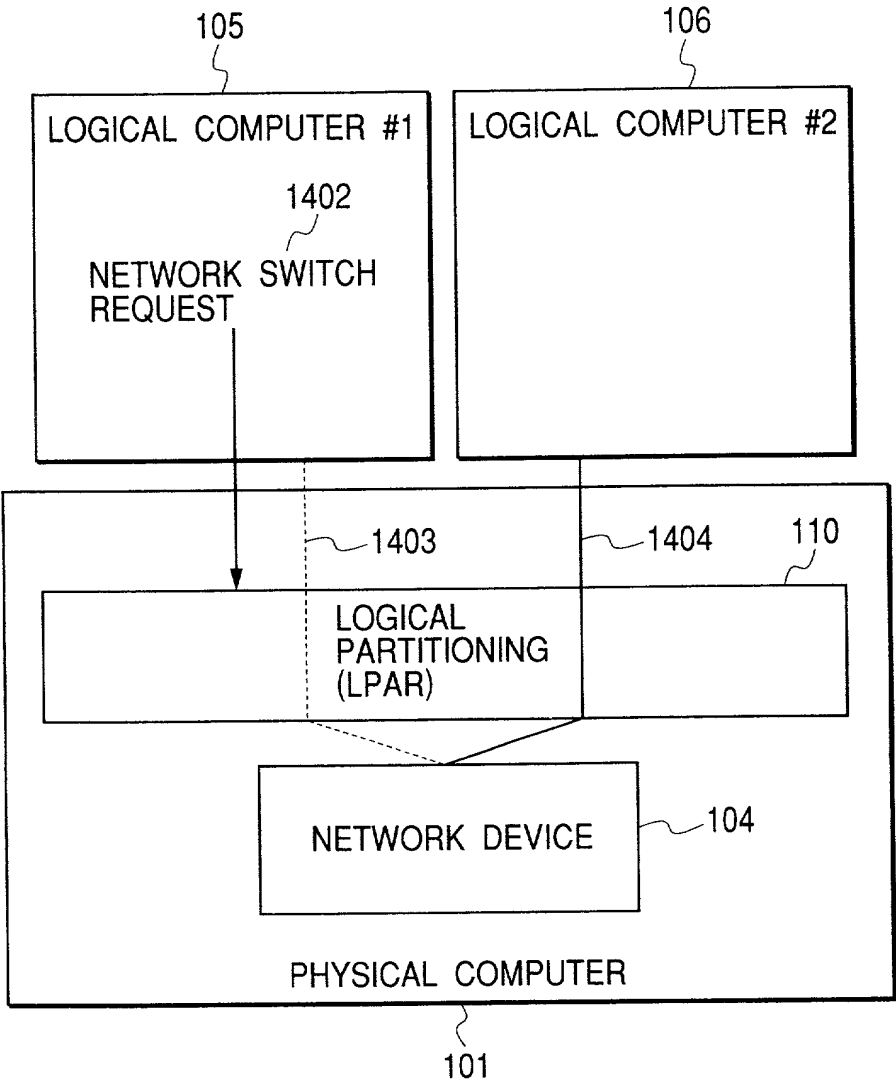 105
106
LOGICAL COMPUTER #1
LOGICAL COMPUTER #2
1402
NETWORK SWITCH
REQUEST
1403
1404
110
LOGICAL
PARTITIONING
(LPAR)
NETWORK DEVICE
104
PHYSICAL COMPUTER
101